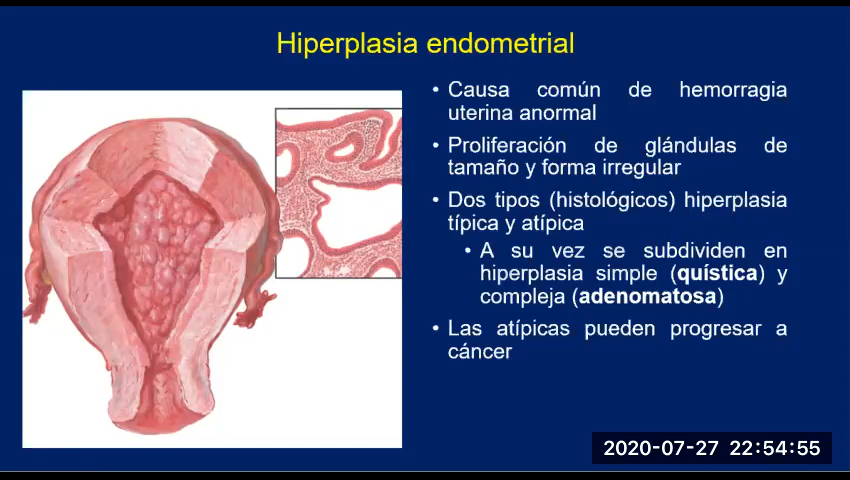 Hiperplasia endometrial
• Causa común de hemorragia
uterina anormal
• Proliferación de glándulas de
tamaño y forma irregular
• Dos tipos (histológicos) hiperplasia
típica y atípica
• A su vez se subdividen en
hiperplasia simple (quística) y
compleja (adenomatosa)
• Las atípicas pueden progresar a
cáncer
2020-07-27 22:54:55